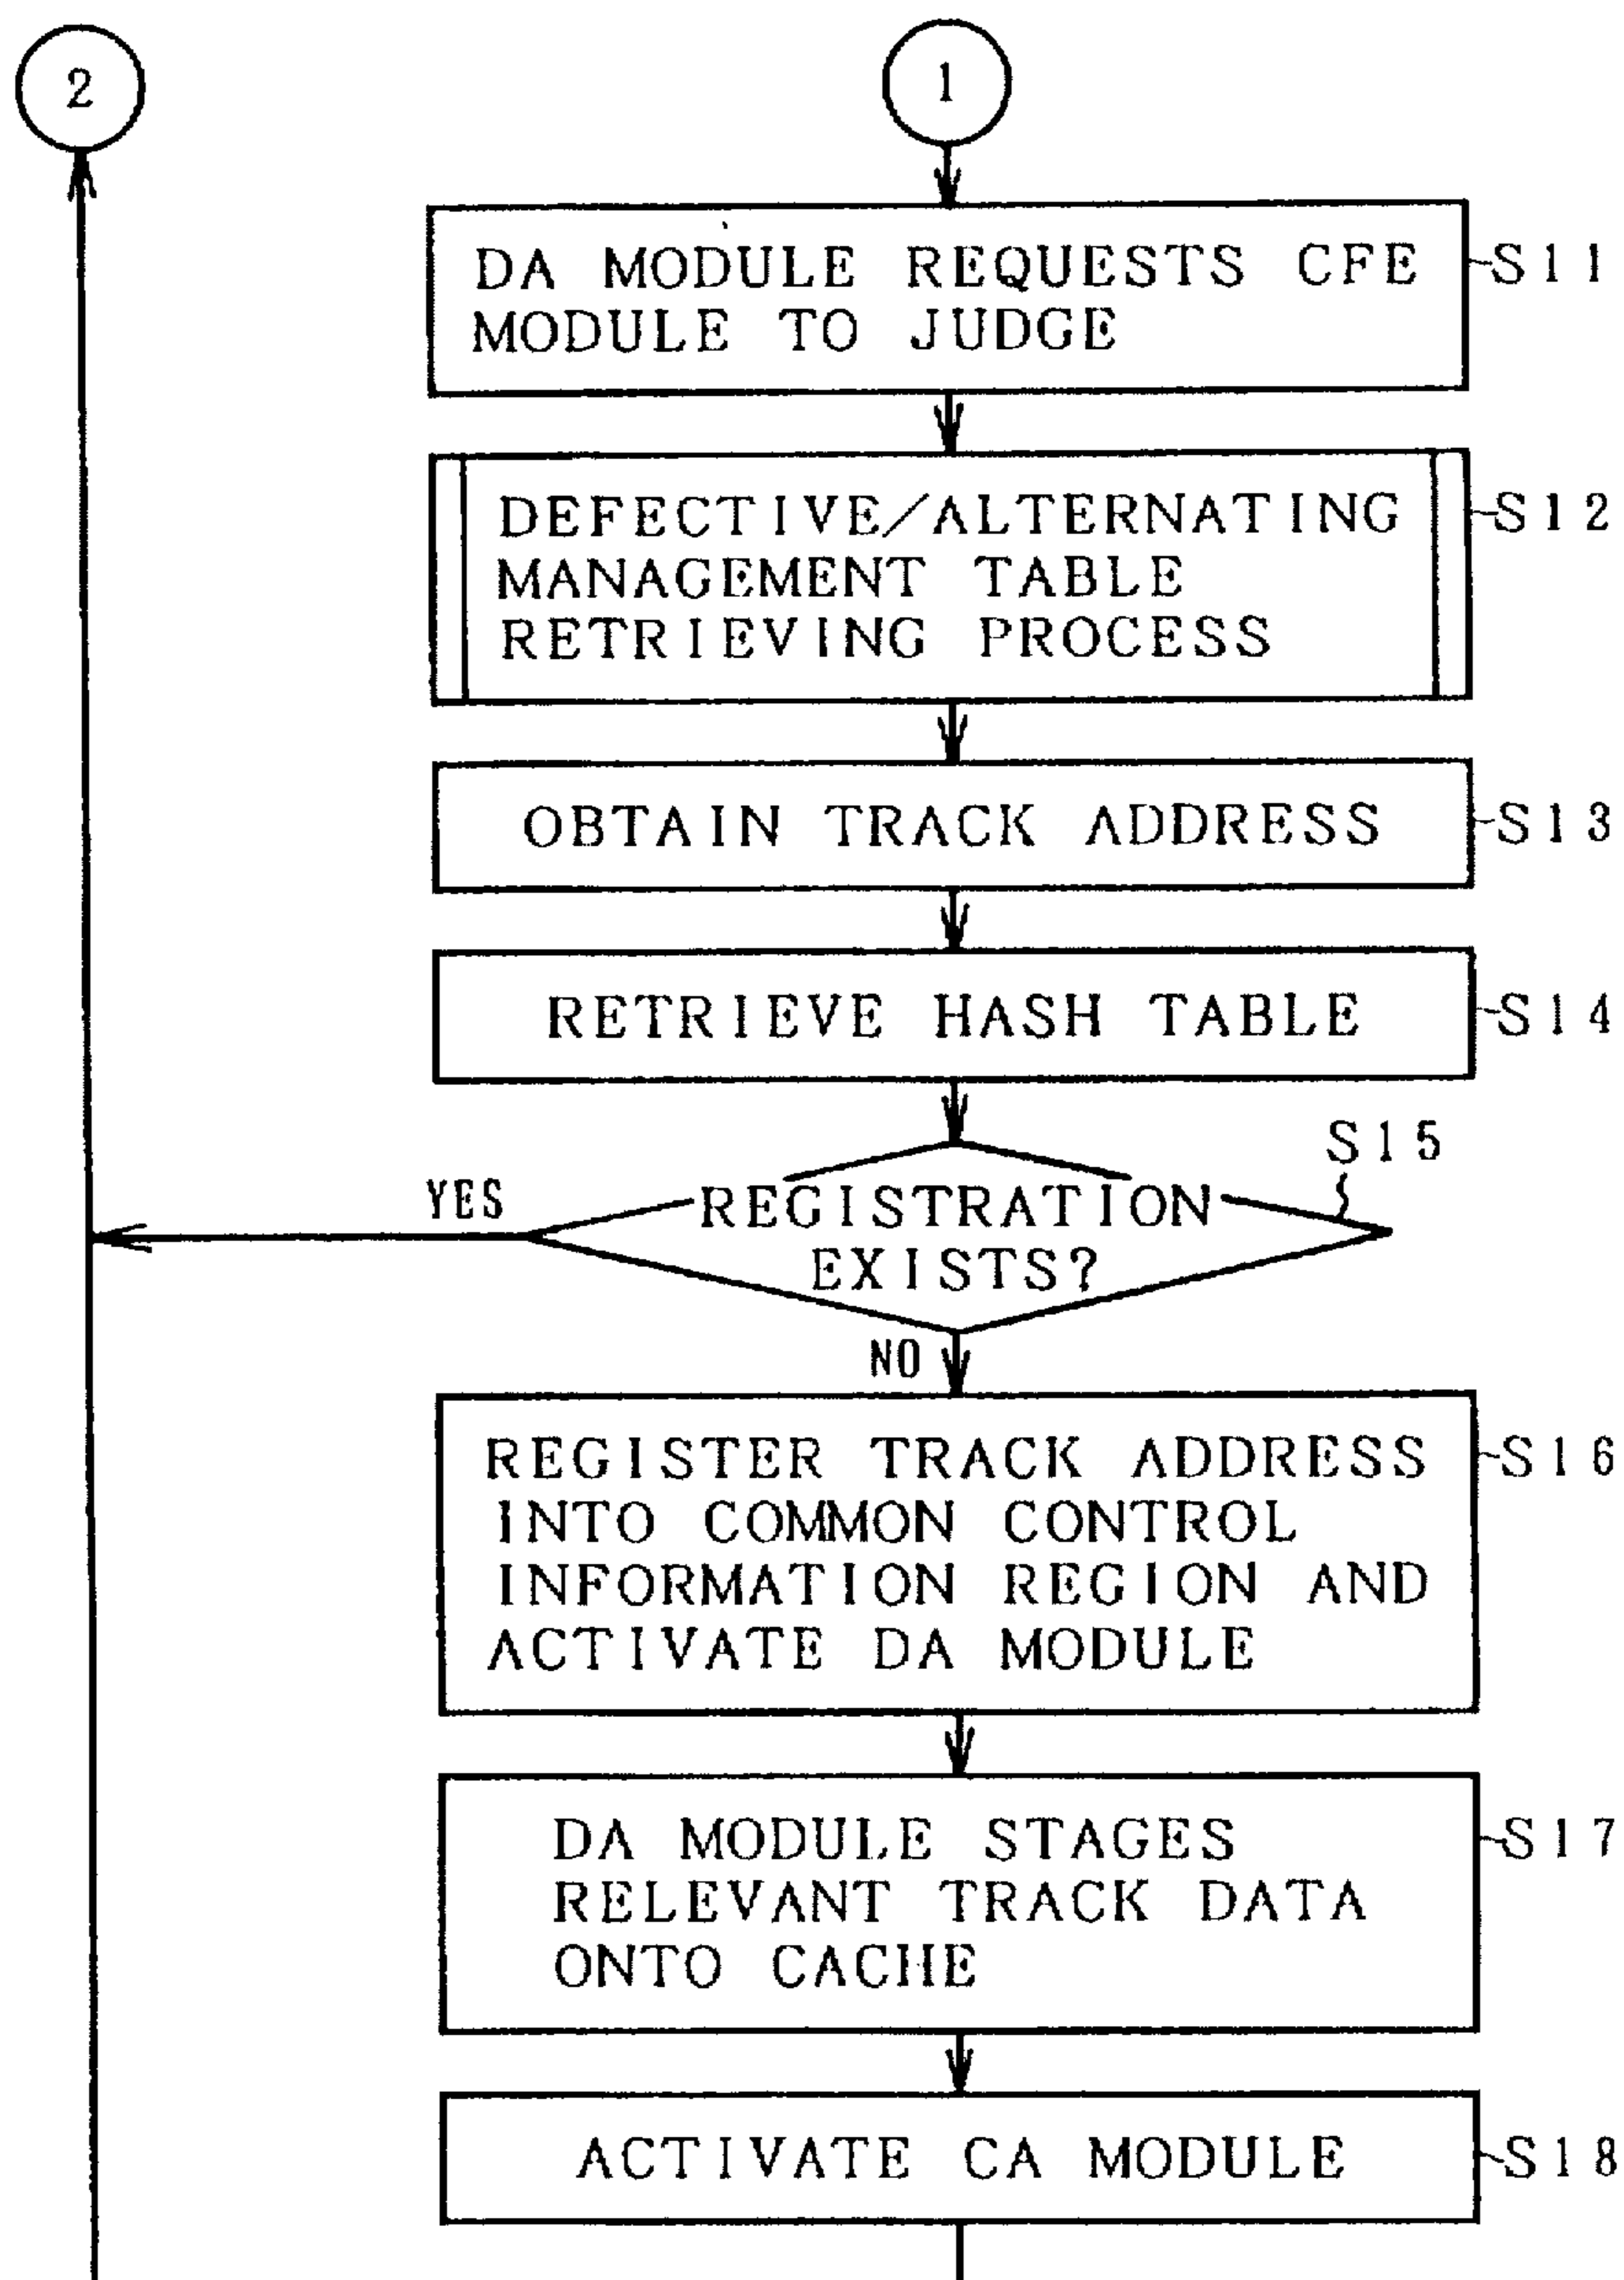 2
1
DA MODULE REQUESTS CFE
MODULE TO JUDGE
S11
DEFECTIVE/ALTERNATING
MANAGEMENT TABLE
RETRIEVING PROCESS
S12
OBTAIN TRACK ADDRESS
S13
RETRIEVE HASH TABLE
S14
S15
YES
REGISTRATION
EXISTS?
NO
REGISTER TRACK ADDRESS
INTO COMMON CONTROL
INFORMATION REGION AND
ACTIVATE DA MODULE
S16
DA MODULE STAGES
RELEVANT TRACK DATA
ONTO CACHE
S17
ACTIVATE CA MODULE
S18